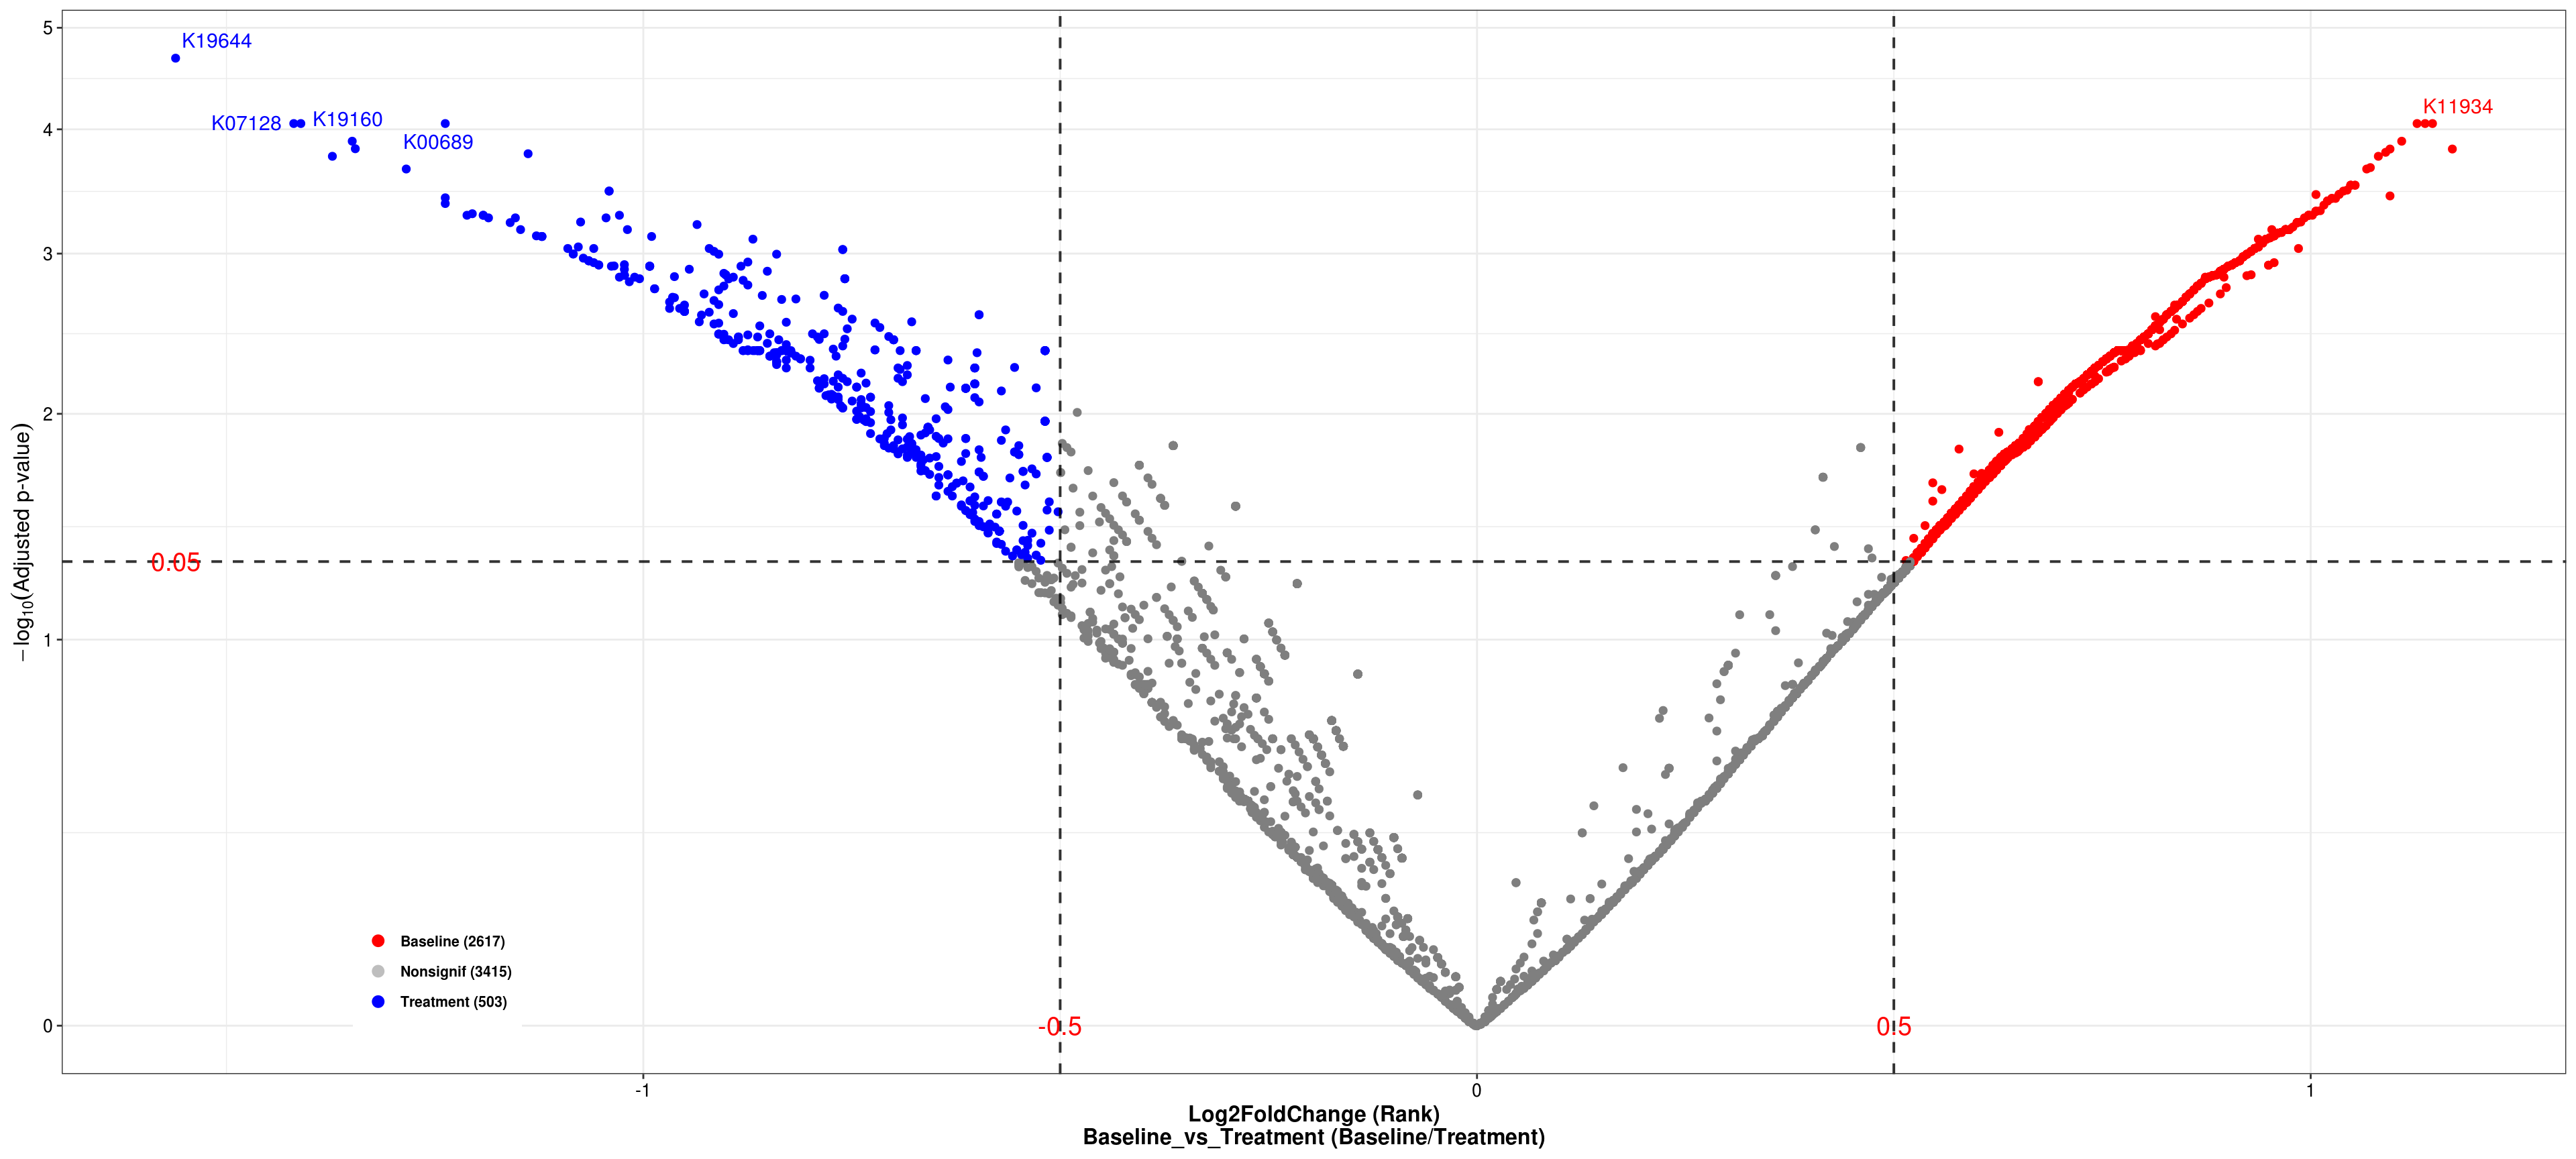 K19644
K11934
K07128
K19160
K00689
5
4
3
2
1
0
−log10(Adjusted p-value)
0.05
Baseline (2617)
Nonsignif (3415)
Treatment (503)
-0.5
0.5
-1
0
1
Log2FoldChange (Rank)
Baseline_vs_Treatment (Baseline/Treatment)